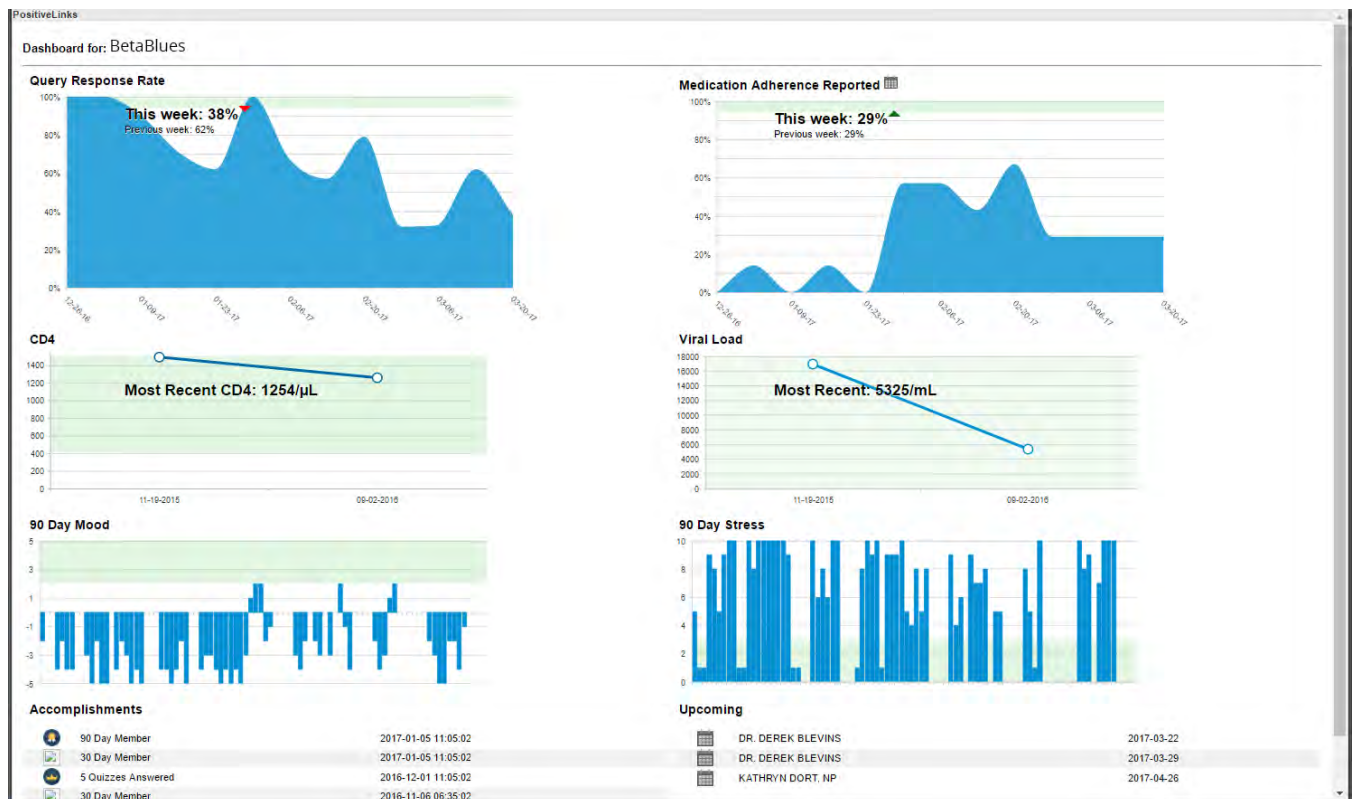 PositiveLinks
Dashboard for: BetaBlues
Query Response Rate
100%
80%
60%
40%
20%
0%
This week: 38%
Previous week: 62%
12-26-16
01-09-17
01-23-17
02-06-17
02-20-17
03-06-17
03-20-17
Medication Adherence Reported
100%
80%
60%
40%
20%
0%
This week: 29%
Previous week: 29%
12-26-16
01-09-17
01-23-17
02-06-17
02-20-17
03-06-17
03-20-17
CD4
1400
1200
1000
800
600
400
200
0
Most Recent CD4: 1254/µL
11-19-2015
09-02-2016
Viral Load
18000
16000
14000
12000
10000
8000
6000
4000
2000
0
Most Recent: 5325/mL
11-19-2015
09-02-2016
90 Day Mood
5
3
1
-1
-3
-5
90 Day Stress
10
8
6
4
2
0
Accomplishments
90 Day Member 2017-01-05 11:05:02
30 Day Member 2017-01-05 11:05:02
5 Quizzes Answered 2016-12-01 11:05:02
30 Day Member 2016-11-06 06:35:02
Upcoming
DR. DEREK BLEVINS 2017-03-22
DR. DEREK BLEVINS 2017-03-29
KATHRYN DORT, NP 2017-04-26